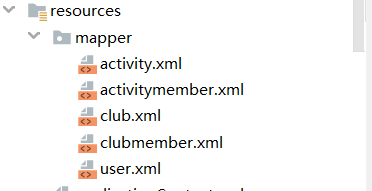 resources
mapper
activity.xml
activitymember.xml
club.xml
clubmember.xml
user.xml